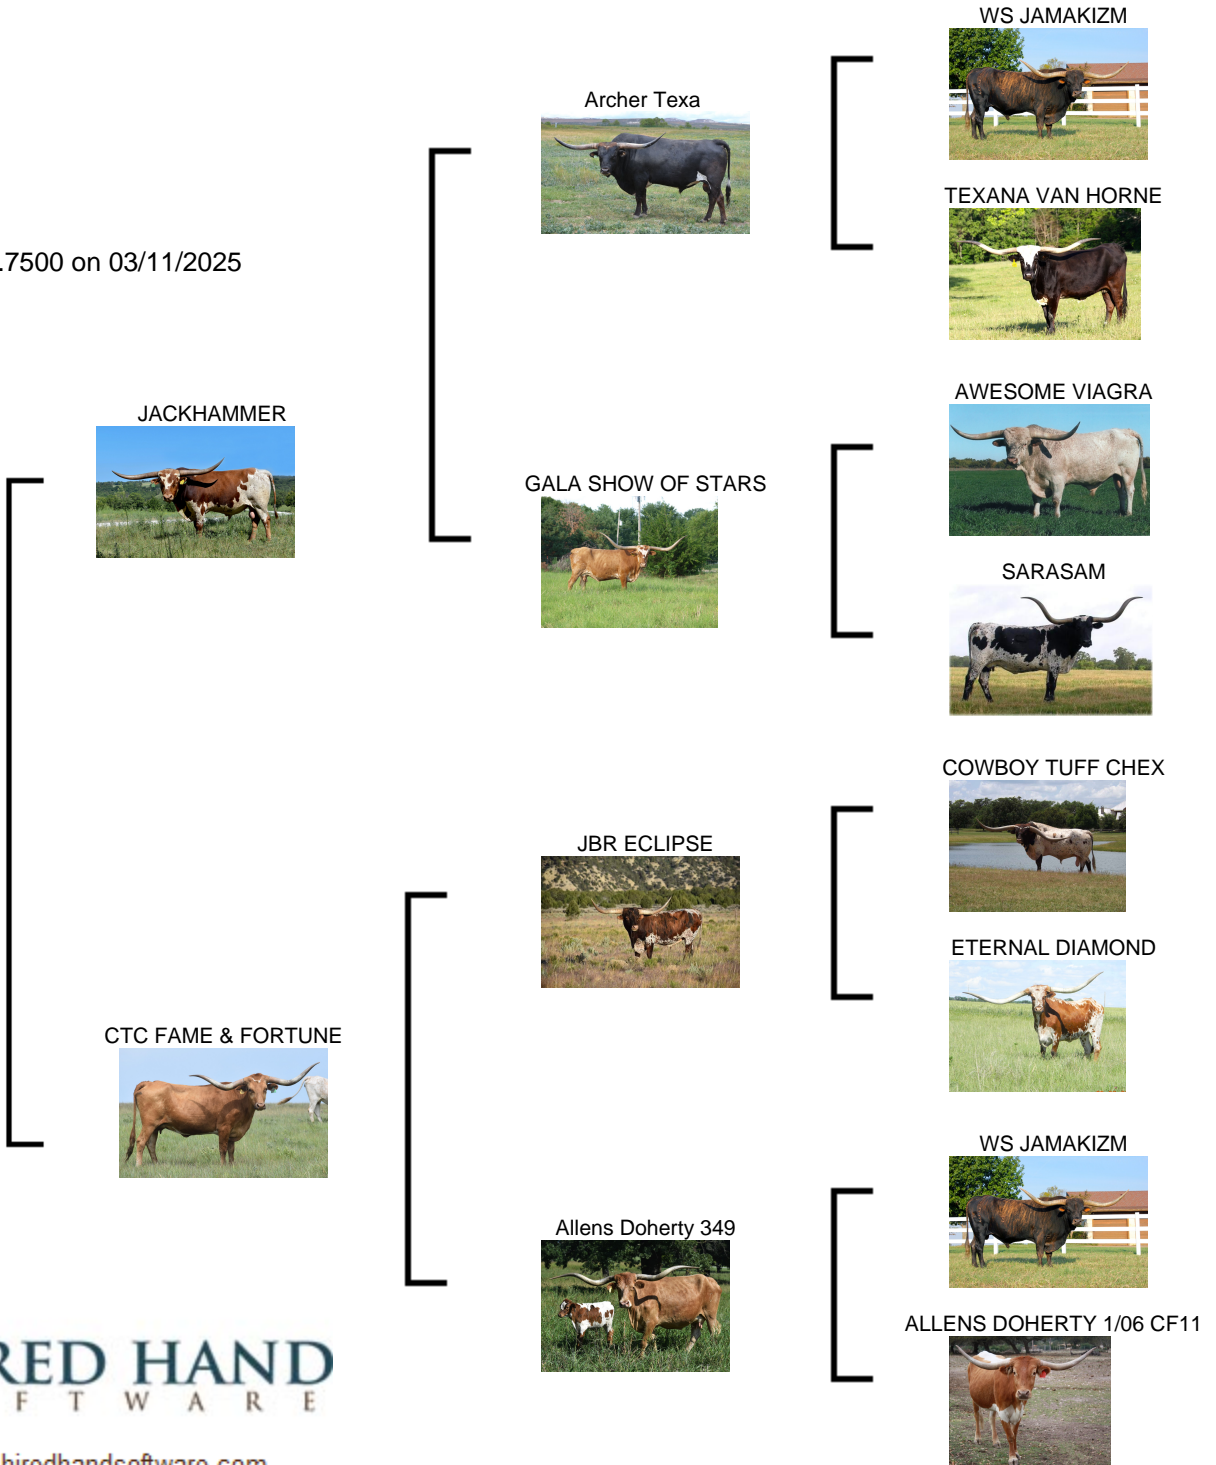 WS JAMAKIZM
Archer Texa
TEXANA VAN HORNE
.7500 on 03/11/2025
AWESOME VIAGRA
JACKHAMMER
GALA SHOW OF STARS
SARASAM
COWBOY TUFF CHEX
JBR ECLIPSE
ETERNAL DIAMOND
CTC FAME & FORTUNE
WS JAMAKIZM
Allens Doherty 349
ALLENS DOHERTY 1/06 CF11
RED HAND
F T W A R E
hiredhandsoftware.com